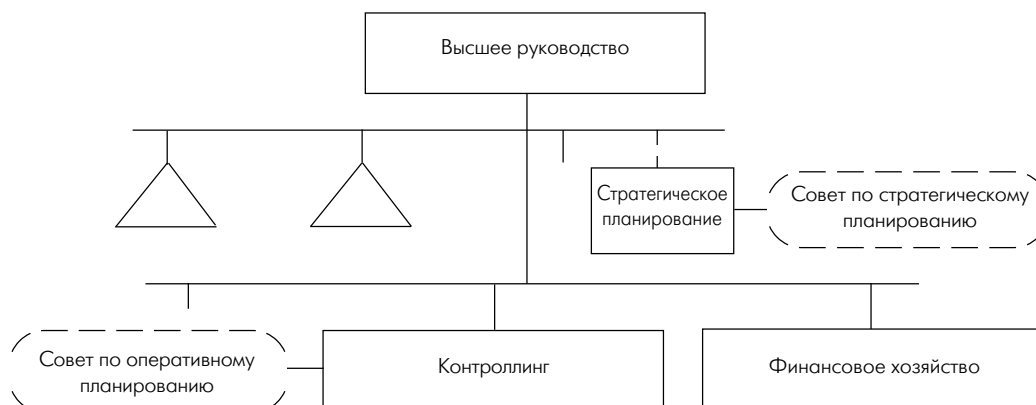 Высшее руководство
Стратегическое
планирование
Совет по стратегическому
планированию
Совет по оперативному
планированию
Контроллинг
Финансовое хозяйство